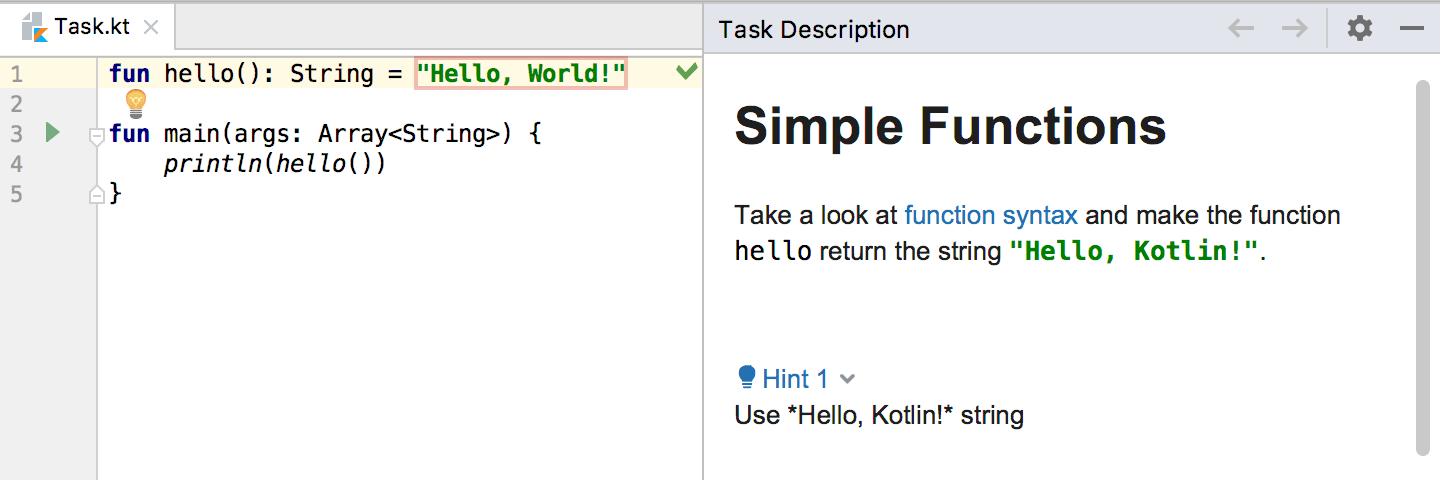 Task.kt
1 fun hello(): String = "Hello, World!"
2
3 fun main(args: Array<String>) {
4     println(hello())
5 }
Task Description
Simple Functions
Take a look at function syntax and make the function
hello return the string "Hello, Kotlin!".
Hint 1
Use *Hello, Kotlin!* string